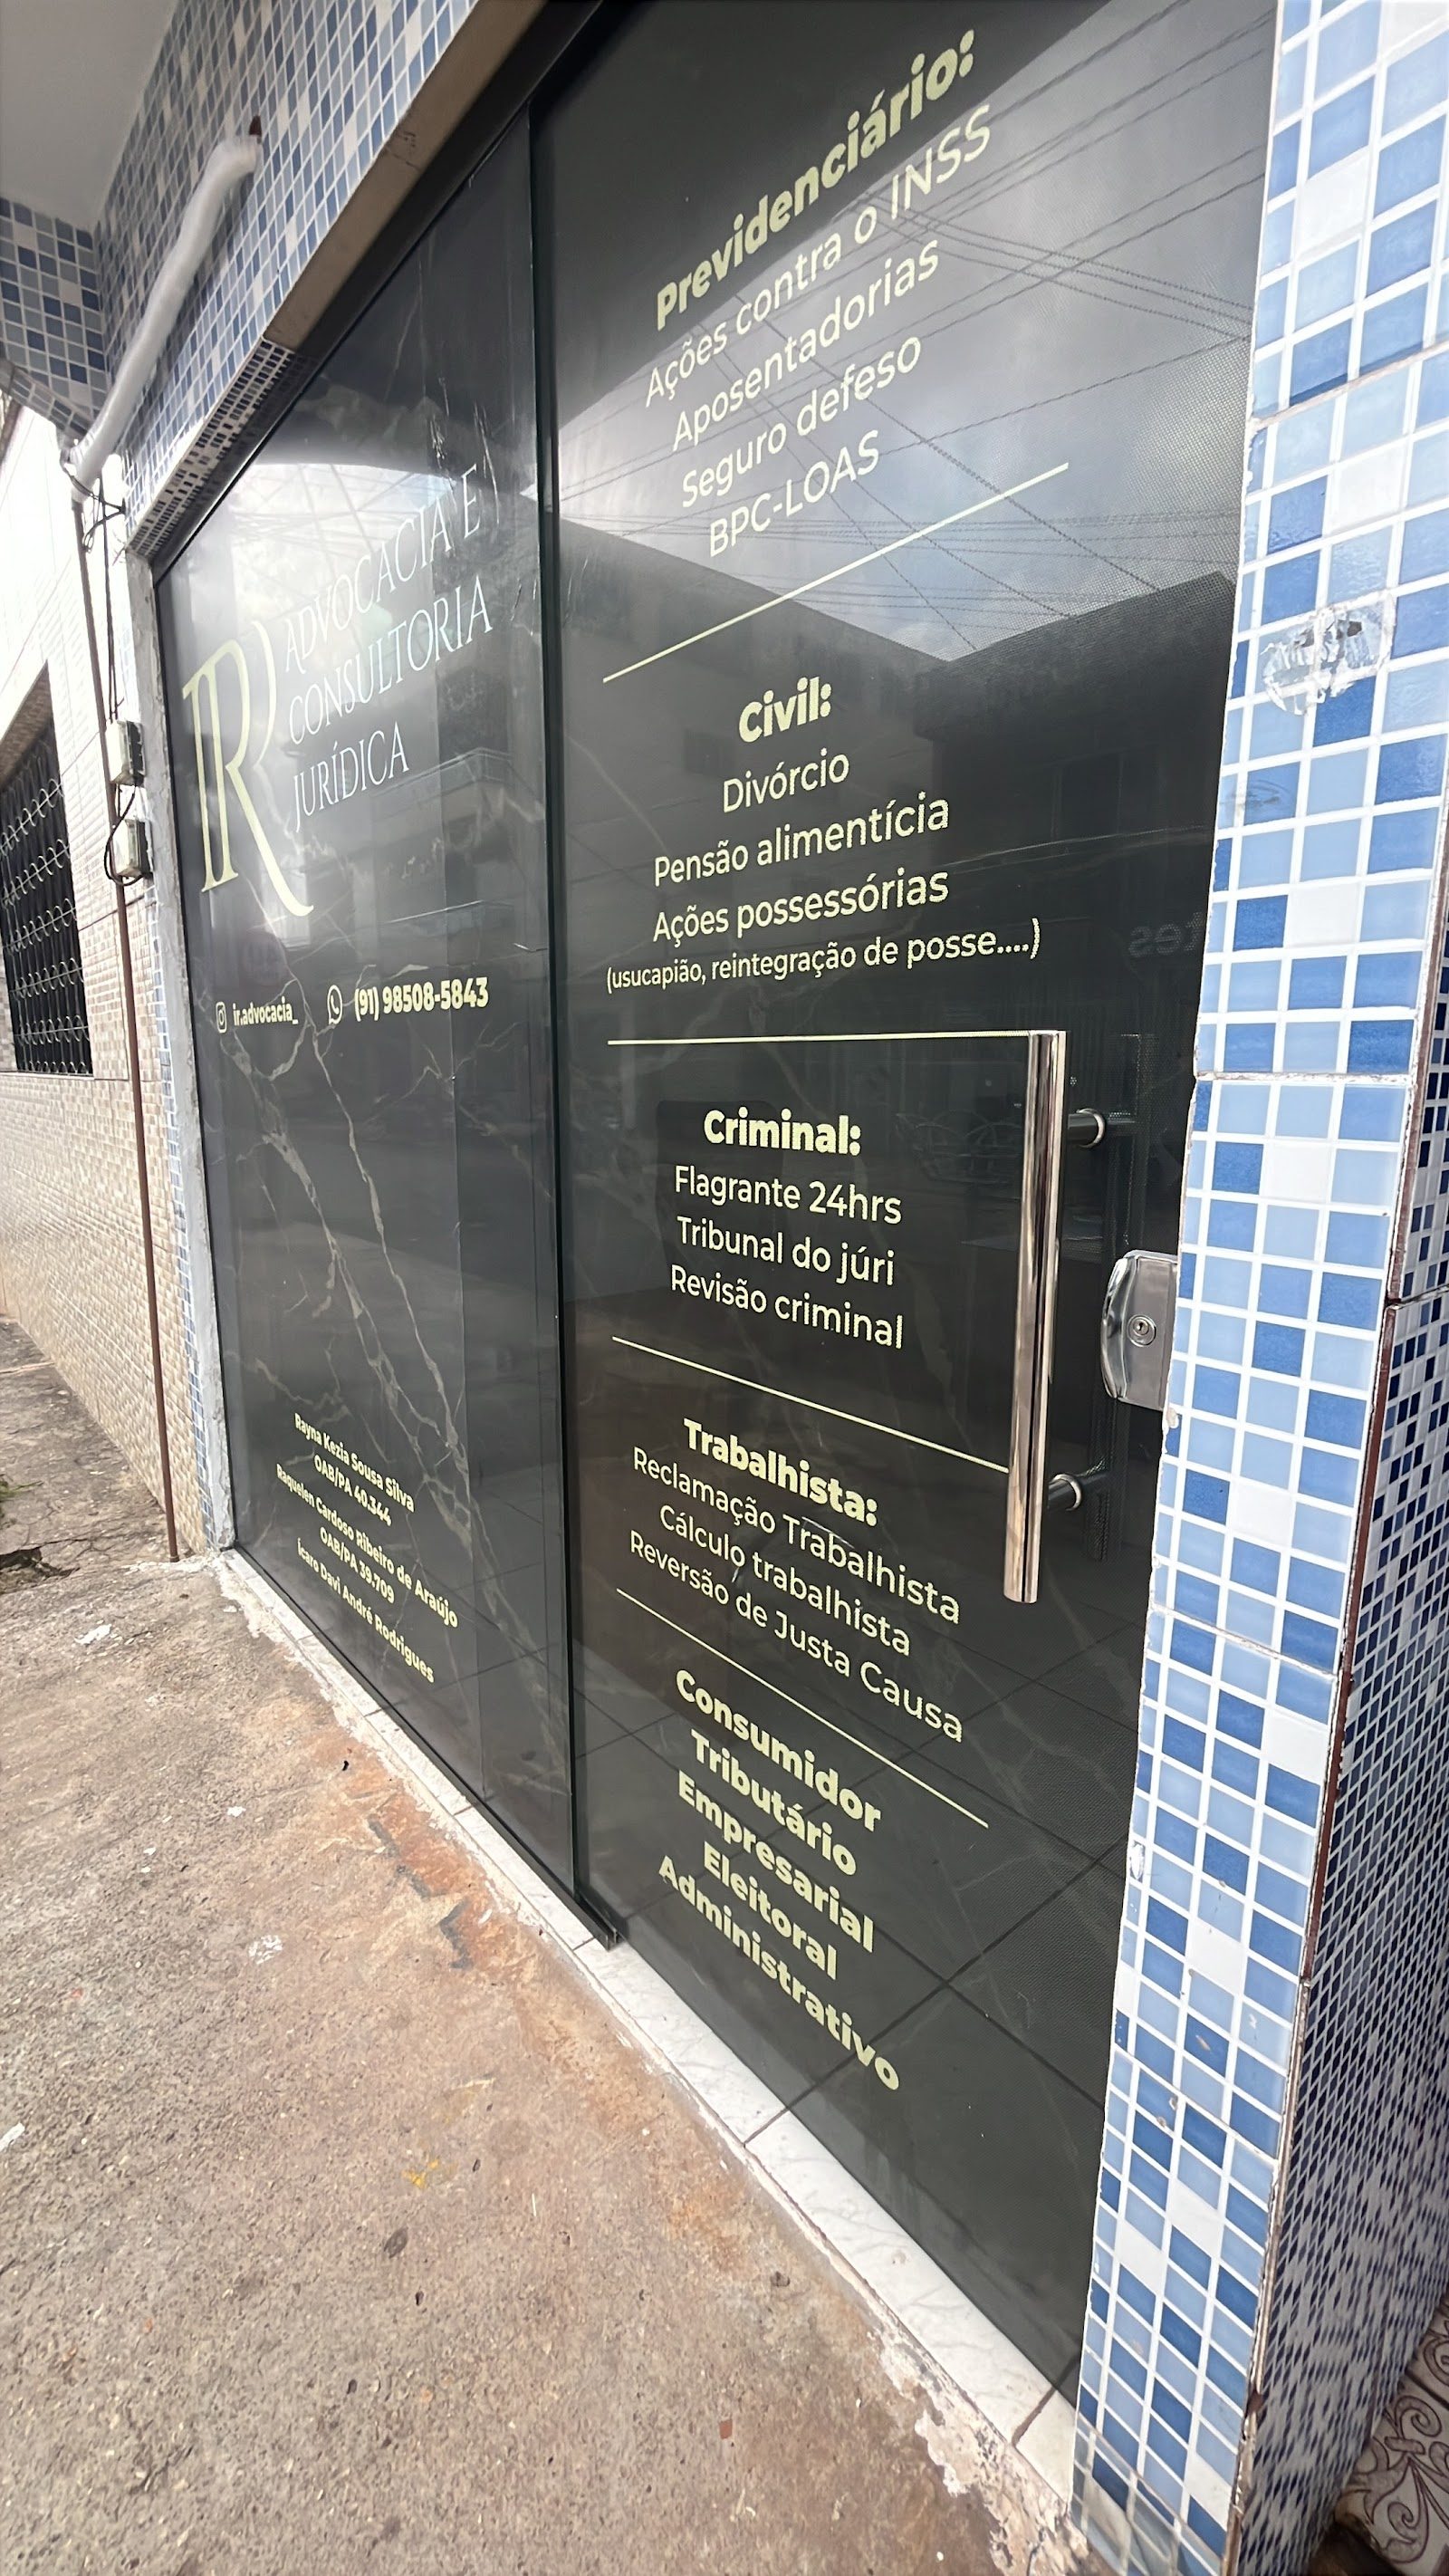 IR
ADVOCACIA E
CONSULTORIA
JURÍDICA
ir.advocacia_ (91) 98508-5843
Rayna Kezia Sousa Silva
OAB/PA 40.344
Raquelen Cardoso Ribeiro de Araújo
OAB/PA 39.709
Ícaro Davi André Rodrigues
Previdenciário:
Ações contra o INSS
Aposentadorias
Seguro defeso
BPC-LOAS
Civil:
Divórcio
Pensão alimentícia
Ações possessórias
(usucapião, reintegração de posse....)
Criminal:
Flagrante 24hrs
Tribunal do júri
Revisão criminal
Trabalhista:
Reclamação Trabalhista
Cálculo trabalhista
Reversão de Justa Causa
Consumidor
Tributário
Empresarial
Eleitoral
Administrativo